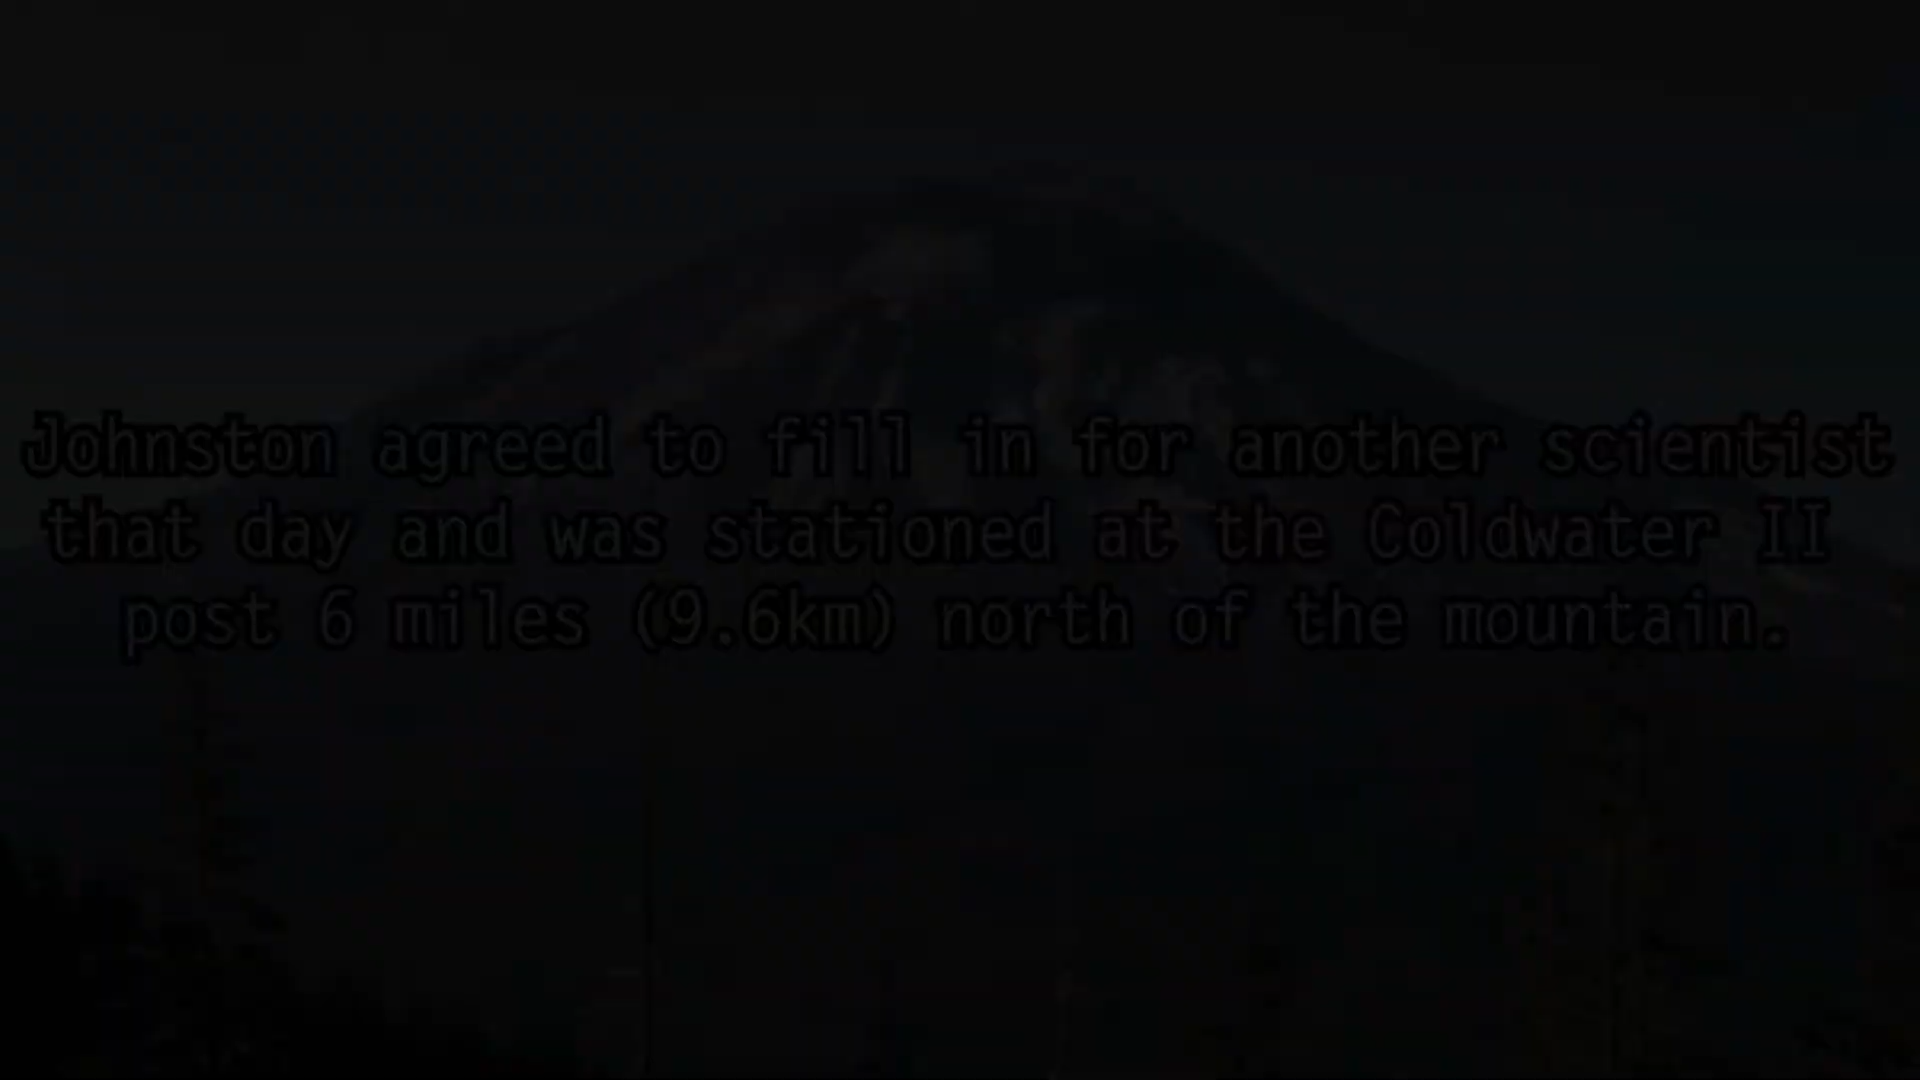 Johnston agreed to fill in for another scientist
that day and was stationed at the Coldwater II
post 6 miles (9.6km) north of the mountain.